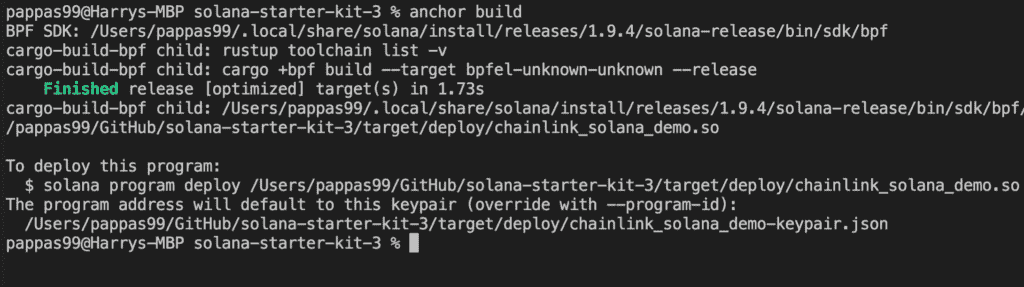 pappas99@Harrys-MBP solana-starter-kit-3 % anchor build
BPF SDK: /Users/pappas99/.local/share/solana/install/releases/1.9.4/solana-release/bin/sdk/bpf
cargo-build-bpf child: rustup toolchain list -v
cargo-build-bpf child: cargo +bpf build --target bpfel-unknown-unknown --release
Finished release [optimized] target(s) in 1.73s
cargo-build-bpf child: /Users/pappas99/.local/share/solana/install/releases/1.9.4/solana-release/bin/sdk/bpf/
/pappas99/GitHub/solana-starter-kit-3/target/deploy/chainlink_solana_demo.so
To deploy this program:
$ solana program deploy /Users/pappas99/GitHub/solana-starter-kit-3/target/deploy/chainlink_solana_demo.so
The program address will default to this keypair (override with --program-id):
/Users/pappas99/GitHub/solana-starter-kit-3/target/deploy/chainlink_solana_demo-keypair.json
pappas99@Harrys-MBP solana-starter-kit-3 %